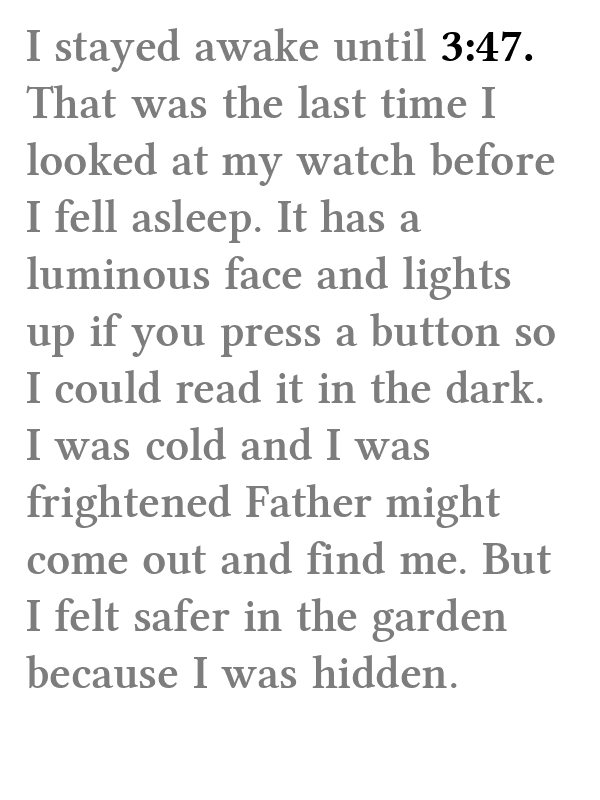 I stayed awake until 3:47.
That was the last time I
looked at my watch before
I fell asleep. It has a
luminous face and lights
up if you press a button so
I could read it in the dark.
I was cold and I was
frightened Father might
come out and find me. But
I felt safer in the garden
because I was hidden.